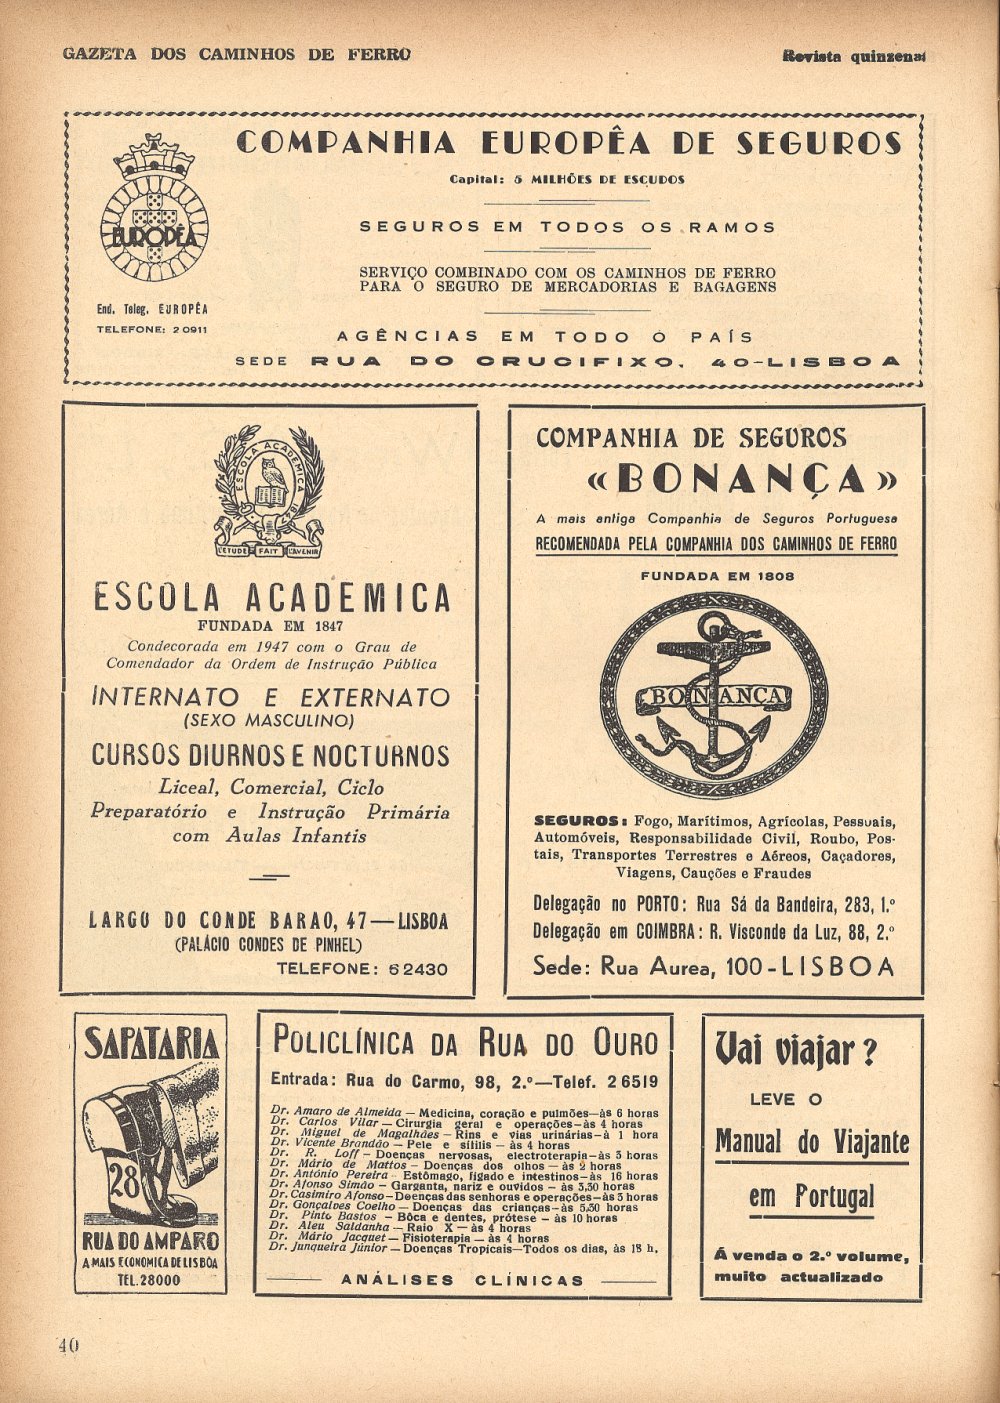 GAZETA DOS CAMINHOS DE FERRO
Revista quinzenal
COMPANHIA EUROPÊA DE SEGUROS
Capital: 5 MILHÕES DE ESCUDOS
EUROPÊA
SEGUROS EM TODOS OS RAMOS
SERVIÇO COMBINADO COM OS CAMINHOS DE FERRO
PARA O SEGURO DE MERCADORIAS E BAGAGENS
End. Teleg. EUROPÊA
TELEFONE: 2 0911
AGÊNCIAS EM TODO O PAÍS
SEDE RUA DO CRUCIFIXO, 40-LISBOA
ESCOLA ACADEMICA 1847
L'ETUDE FAIT L'AVENIR
ESCOLA ACADEMICA
FUNDADA EM 1847
Condecorada em 1947 com o Grau de
Comendador da Ordem de Instrução Pública
INTERNATO E EXTERNATO
(SEXO MASCULINO)
CURSOS DIURNOS E NOCTURNOS
Liceal, Comercial, Ciclo
Preparatório e Instrução Primária
com Aulas Infantis
LARGO DO CONDE BARAO, 47 — LISBOA
(PALÁCIO CONDES DE PINHEL)
TELEFONE: 6 2430
COMPANHIA DE SEGUROS
«BONANÇA»
A mais antiga Companhia de Seguros Portuguesa
RECOMENDADA PELA COMPANHIA DOS CAMINHOS DE FERRO
FUNDADA EM 1808
BONANÇA
SEGUROS: Fogo, Marítimos, Agrícolas, Pessoais,
Automóveis, Responsabilidade Civil, Roubo, Pos-
tais, Transportes Terrestres e Aéreos, Caçadores,
Viagens, Cauções e Fraudes
Delegação no PORTO: Rua Sá da Bandeira, 283, 1.º
Delegação em COIMBRA: R. Visconde da Luz, 88, 2.º
Sede: Rua Aurea, 100 - LISBOA
SAPATARIA
28
RUA DO AMPARO
A MAIS ECONOMICA DE LISBOA
TEL. 28000
POLICLÍNICA DA RUA DO OURO
Entrada: Rua do Carmo, 98, 2.º—Telef. 2 6519
Dr. Amaro de Almeida — Medicina, coração e pulmões—às 6 horas
Dr. Carlos Vilar — Cirurgia geral e operações—às 4 horas
Dr. Miguel de Magalhães — Rins e vias urinárias—à 1 hora
Dr. Vicente Brandão — Pele e sífilis — às 4 horas
Dr. R. Loff — Doenças nervosas, electroterapia—às 3 horas
Dr. Mário de Mattos — Doenças dos olhos — às 2 horas
Dr. António Pereira — Estômago, fígado e intestinos—às 16 horas
Dr. Afonso Simão — Garganta, nariz e ouvidos — às 3,30 horas
Dr. Casimiro Afonso—Doenças das senhoras e operações—às 3 horas
Dr. Gonçalves Coelho — Doenças das crianças—às 5,30 horas
Dr. Pinto Bastos — Bôca e dentes, prótese — às 10 horas
Dr. Aleu Saldanha — Raio X — às 4 horas
Dr. Mário Jacquet — Fisioterapia — às 4 horas
Dr. Junqueira Júnior—Doenças Tropicais—Todos os dias, às 18 h.
ANÁLISES CLÍNICAS
Vai viajar?
LEVE O
Manual do Viajante
em Portugal
Á venda o 2.º volume,
muito actualizado
40